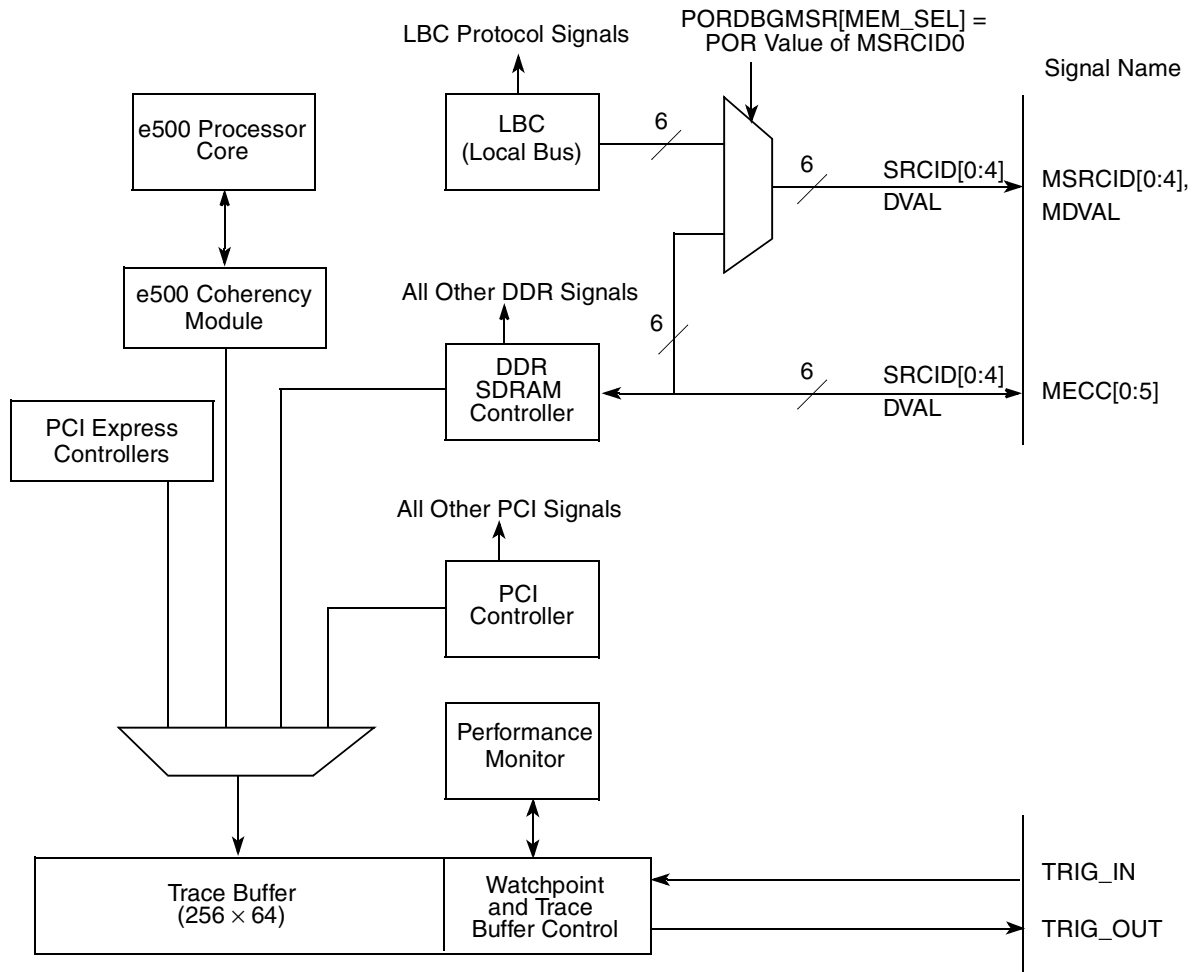 PORDBGMSR[MEM_SEL] =
POR Value of MSRCID0
LBC Protocol Signals
Signal Name
e500 Processor
Core
LBC
(Local Bus)
6
6
SRCID[0:4]
DVAL
MSRCID[0:4],
MDVAL
e500 Coherency
Module
All Other DDR Signals
6
DDR
SDRAM
Controller
6
SRCID[0:4]
DVAL
MECC[0:5]
PCI Express
Controllers
All Other PCI Signals
PCI
Controller
Performance
Monitor
Trace Buffer
(256 × 64)
Watchpoint
and Trace
Buffer Control
TRIG_IN
TRIG_OUT